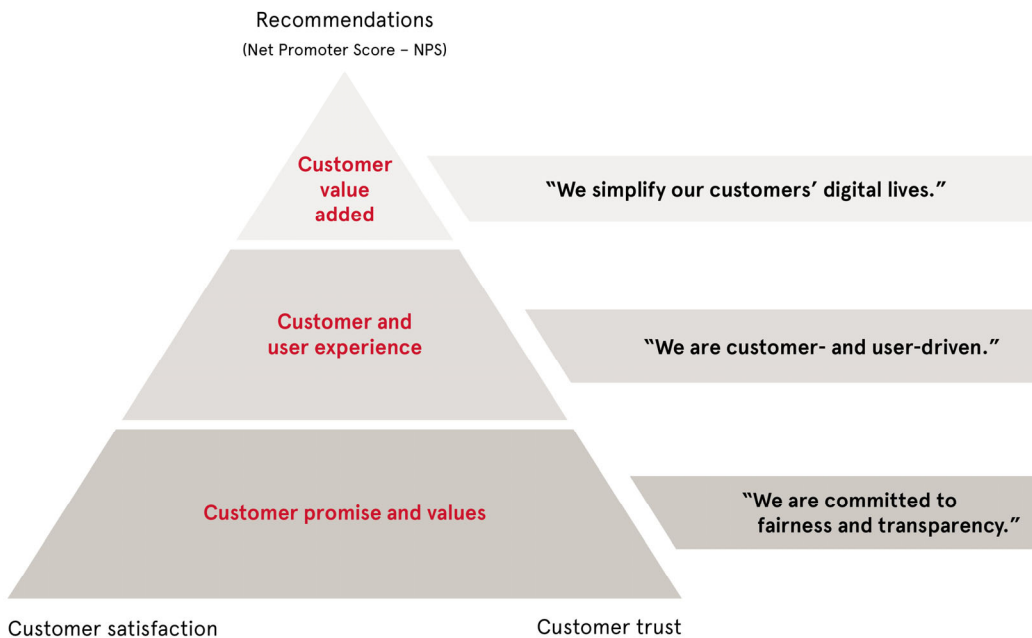 Recommendations
(Net Promoter Score – NPS)
Customer
value
added
“We simplify our customers’ digital lives.”
Customer and
user experience
“We are customer- and user-driven.”
Customer promise and values
“We are committed to
fairness and transparency.”
Customer satisfaction
Customer trust